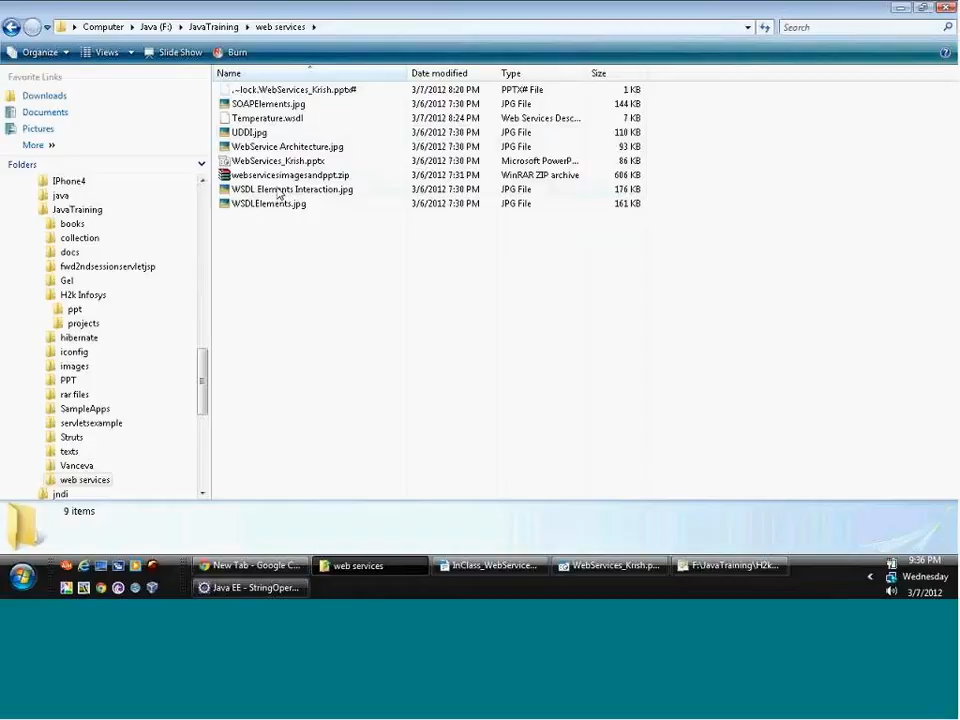 Computer ▸ Java (F:) ▸ JavaTraining ▸ web services ▸
Search
Organize Views Slide Show Burn
Favorite Links
Downloads
Documents
Pictures
More »
Folders
IPhone4
java
JavaTraining
books
collection
docs
fwd2ndsessionservletjsp
Gel
H2k Infosys
ppt
projects
hibernate
iconfig
images
PPT
rar files
SampleApps
servletsexample
Struts
texts
Vanceva
web services
jndi
Name Date modified Type Size
.~lock.WebServices_Krish.pptx# 3/7/2012 8:20 PM PPTX# File 1 KB
SOAPElements.jpg 3/6/2012 7:30 PM JPG File 144 KB
Temperature.wsdl 3/7/2012 8:24 PM Web Services Desc... 7 KB
UDDI.jpg 3/6/2012 7:30 PM JPG File 110 KB
WebService Architecture.jpg 3/6/2012 7:30 PM JPG File 93 KB
WebServices_Krish.pptx 3/6/2012 7:30 PM Microsoft PowerP... 86 KB
webservicesimagesandppt.zip 3/6/2012 7:31 PM WinRAR ZIP archive 606 KB
WSDL Elements Interaction.jpg 3/6/2012 7:30 PM JPG File 176 KB
WSDLElements.jpg 3/6/2012 7:30 PM JPG File 161 KB
9 items
New Tab - Google C...
web services
InClass_WebService...
WebServices_Krish.p...
F:\JavaTraining\H2k...
Java EE - StringOper...
9:36 PM
Wednesday
3/7/2012